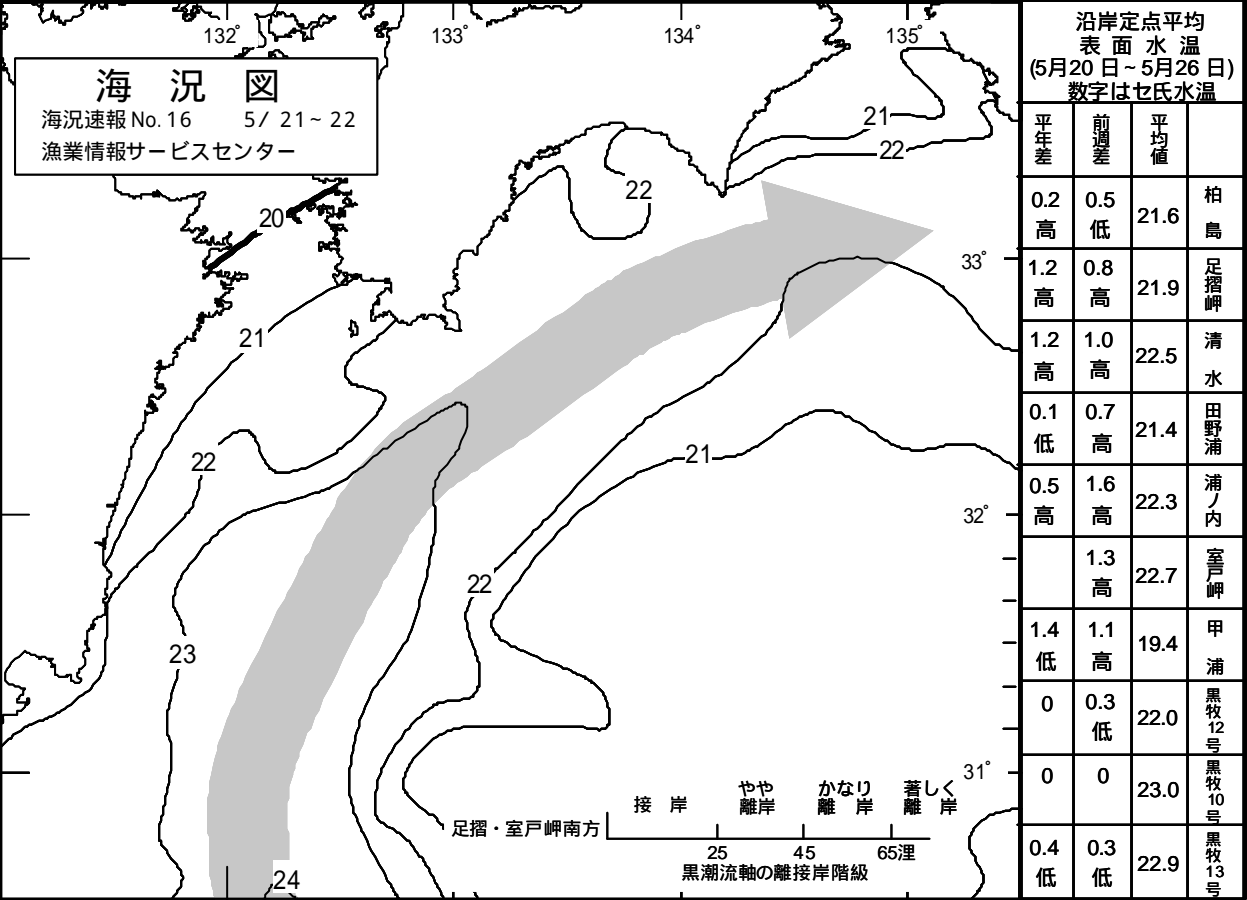 132°
133°
134°
135°
海 況 図
海況速報 No. 16 5/ 21 ~ 22
漁業情報サービスセンター
21
22
22
20
33°
21
22
21
32°
22
23
31°
24
接 岸
やや
離岸
かなり
離 岸
著しく
離 岸
足摺・室戸岬南方
25 45 65浬
黒潮流軸の離接岸階級
沿岸定点平均
表 面 水 温
(5月20 日~5月26 日)
数字はセ氏水温
平年差 前週差 平均値
0.2高 0.5低 21.6 柏島
1.2高 0.8高 21.9 足摺岬
1.2高 1.0高 22.5 清水
0.1低 0.7高 21.4 田野浦
0.5高 1.6高 22.3 浦ノ内
1.3高 22.7 室戸岬
1.4低 1.1高 19.4 甲浦
0 0.3低 22.0 黒牧12号
0 0 23.0 黒牧10号
0.4低 0.3低 22.9 黒牧13号